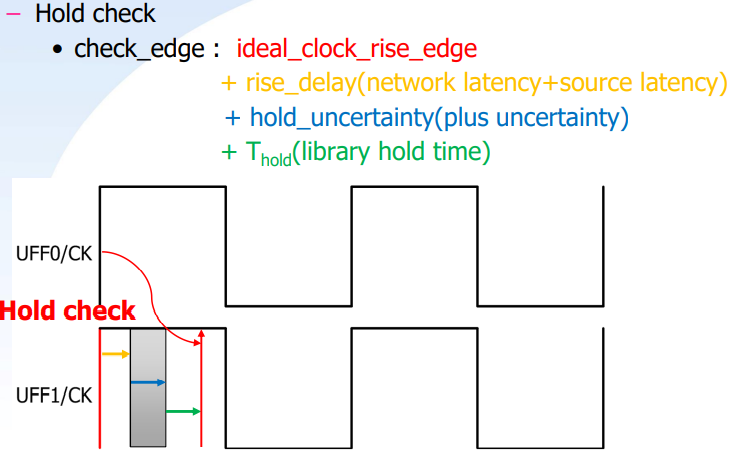 – Hold check
• check_edge : ideal_clock_rise_edge
+ rise_delay(network latency+source latency)
+ hold_uncertainty(plus uncertainty)
+ Thold(library hold time)
UFF0/CK
Hold check
UFF1/CK